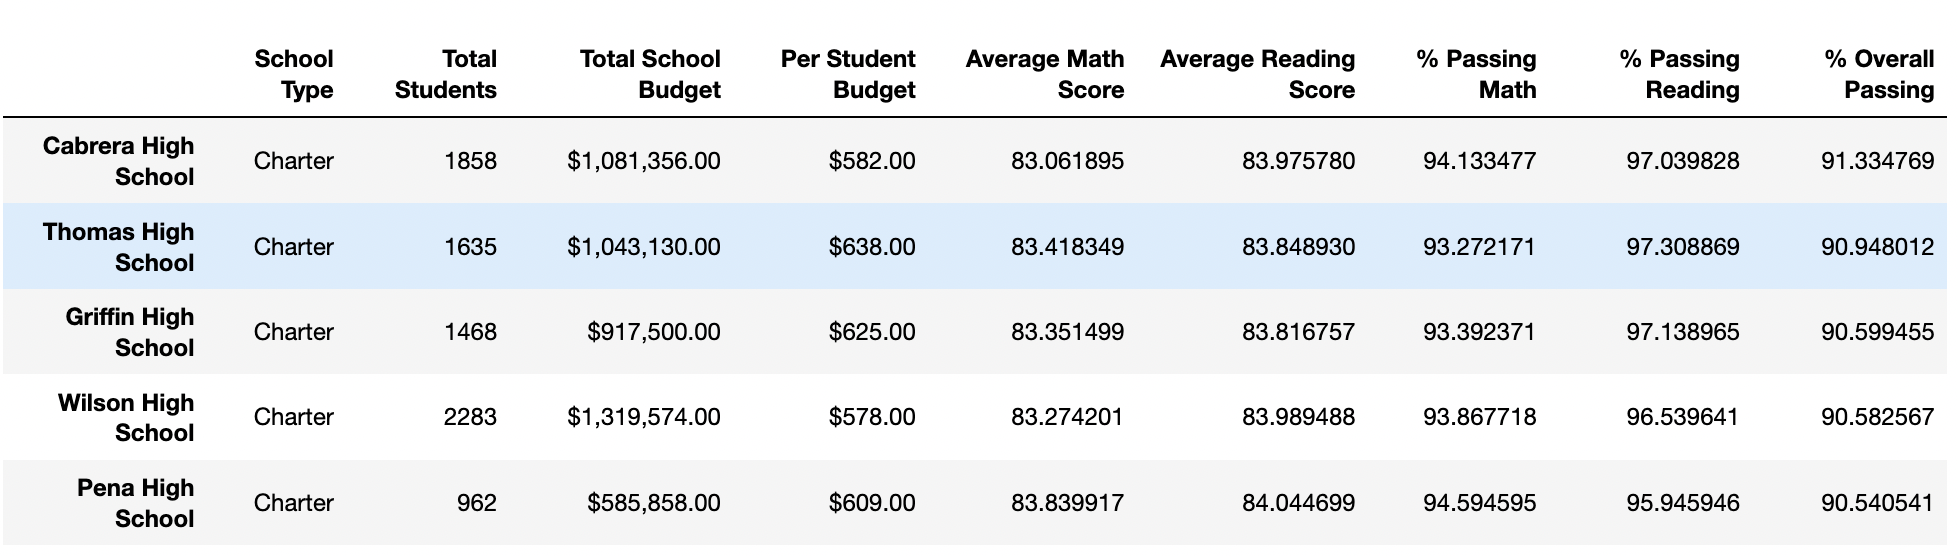 School Type Total Students Total School Budget Per Student Budget Average Math Score Average Reading Score % Passing Math % Passing Reading % Overall Passing
Cabrera High School Charter 1858 $1,081,356.00 $582.00 83.061895 83.975780 94.133477 97.039828 91.334769
Thomas High School Charter 1635 $1,043,130.00 $638.00 83.418349 83.848930 93.272171 97.308869 90.948012
Griffin High School Charter 1468 $917,500.00 $625.00 83.351499 83.816757 93.392371 97.138965 90.599455
Wilson High School Charter 2283 $1,319,574.00 $578.00 83.274201 83.989488 93.867718 96.539641 90.582567
Pena High School Charter 962 $585,858.00 $609.00 83.839917 84.044699 94.594595 95.945946 90.540541